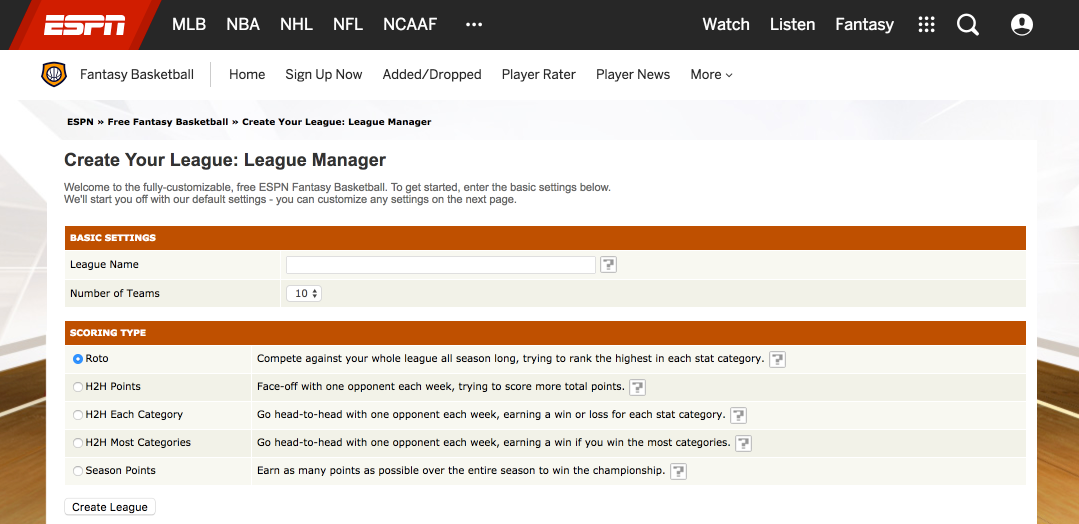 ESPN MLB NBA NHL NFL NCAAF ••• Watch Listen Fantasy
Fantasy Basketball Home Sign Up Now Added/Dropped Player Rater Player News More
ESPN » Free Fantasy Basketball » Create Your League: League Manager
Create Your League: League Manager
Welcome to the fully-customizable, free ESPN Fantasy Basketball. To get started, enter the basic settings below.
We'll start you off with our default settings - you can customize any settings on the next page.
BASIC SETTINGS
League Name ?
Number of Teams 10
SCORING TYPE
Roto Compete against your whole league all season long, trying to rank the highest in each stat category. ?
H2H Points Face-off with one opponent each week, trying to score more total points. ?
H2H Each Category Go head-to-head with one opponent each week, earning a win or loss for each stat category. ?
H2H Most Categories Go head-to-head with one opponent each week, earning a win if you win the most categories. ?
Season Points Earn as many points as possible over the entire season to win the championship. ?
Create League